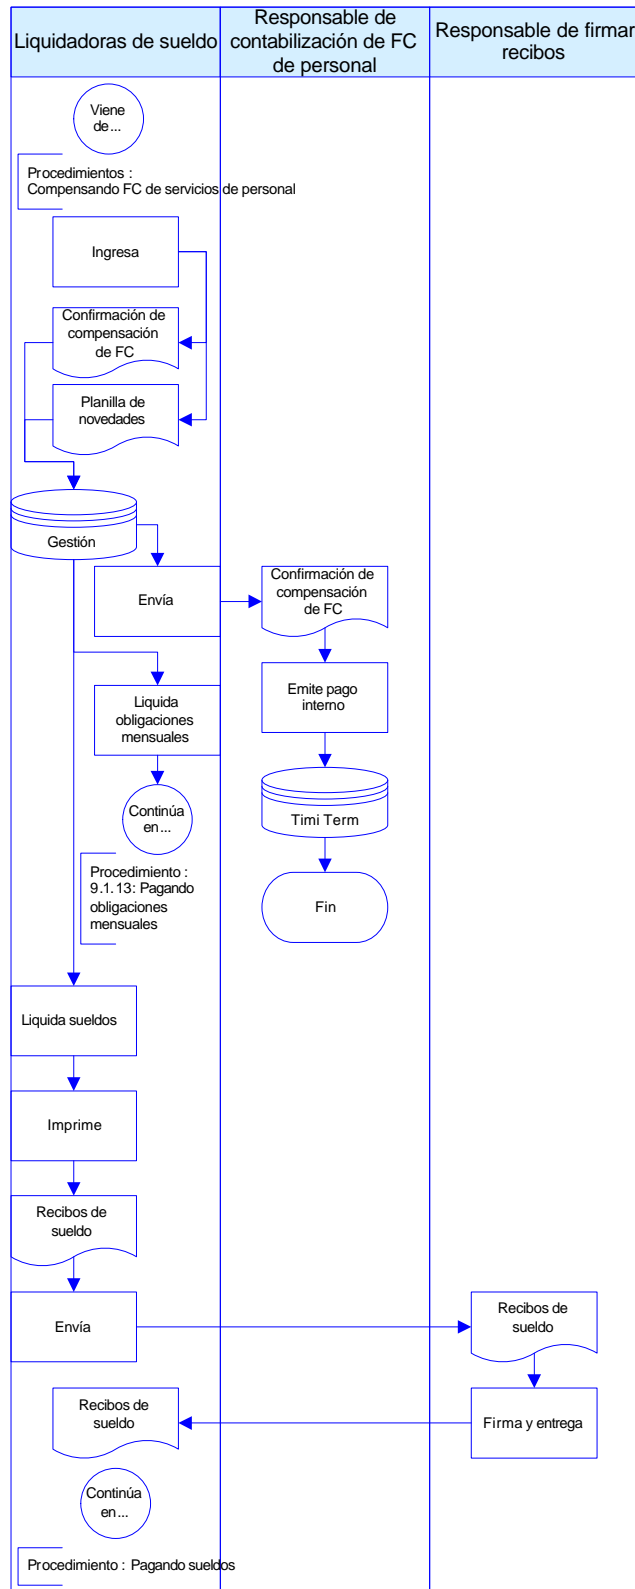 Liquidadoras de sueldo
Responsable de
contabilización de FC
de personal
Responsable de firmar
recibos
Viene
de...
Procedimientos :
Compensando FC de servicios de personal
Ingresa
Confirmación de
compensación
de FC
Planilla de
novedades
Gestión
Envía
Confirmación de
compensación
de FC
Liquida
obligaciones
mensuales
Emite pago
interno
Continúa
en...
Timi Term
Procedimiento :
9.1.13: Pagando
obligaciones
mensuales
Fin
Liquida sueldos
Imprime
Recibos de
sueldo
Envía
Recibos de
sueldo
Recibos de
sueldo
Firma y entrega
Continúa
en...
Procedimiento : Pagando sueldos